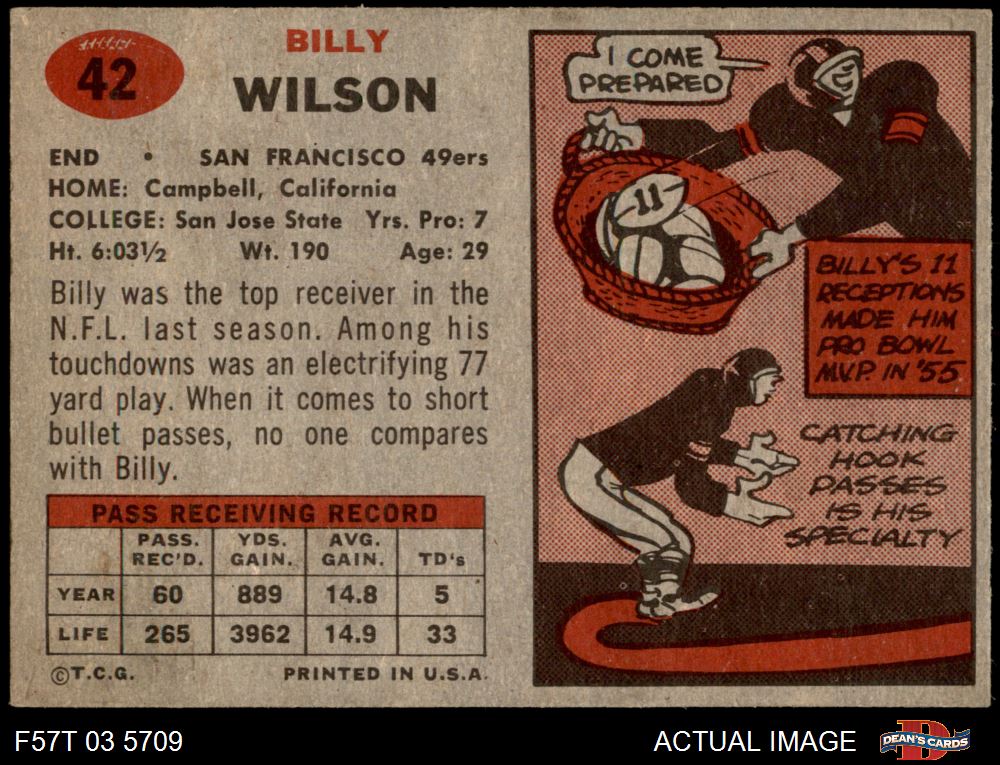 42
BILLY
WILSON
END • SAN FRANCISCO 49ers
HOME: Campbell, California
COLLEGE: San Jose State Yrs. Pro: 7
Ht. 6:03½ Wt. 190 Age: 29
Billy was the top receiver in the
N.F.L. last season. Among his
touchdowns was an electrifying 77
yard play. When it comes to short
bullet passes, no one compares
with Billy.
PASS RECEIVING RECORD
PASS. REC'D. YDS. GAIN. AVG. GAIN. TD's
YEAR 60 889 14.8 5
LIFE 265 3962 14.9 33
©T.C.G. PRINTED IN U.S.A.
I COME
PREPARED
11
BILLY'S 11
RECEPTIONS
MADE HIM
PRO BOWL
M.V.P. IN '55
CATCHING
HOOK
PASSES
IS HIS
SPECIALTY
F57T 03 5709
ACTUAL IMAGE
DEAN'S CARDS